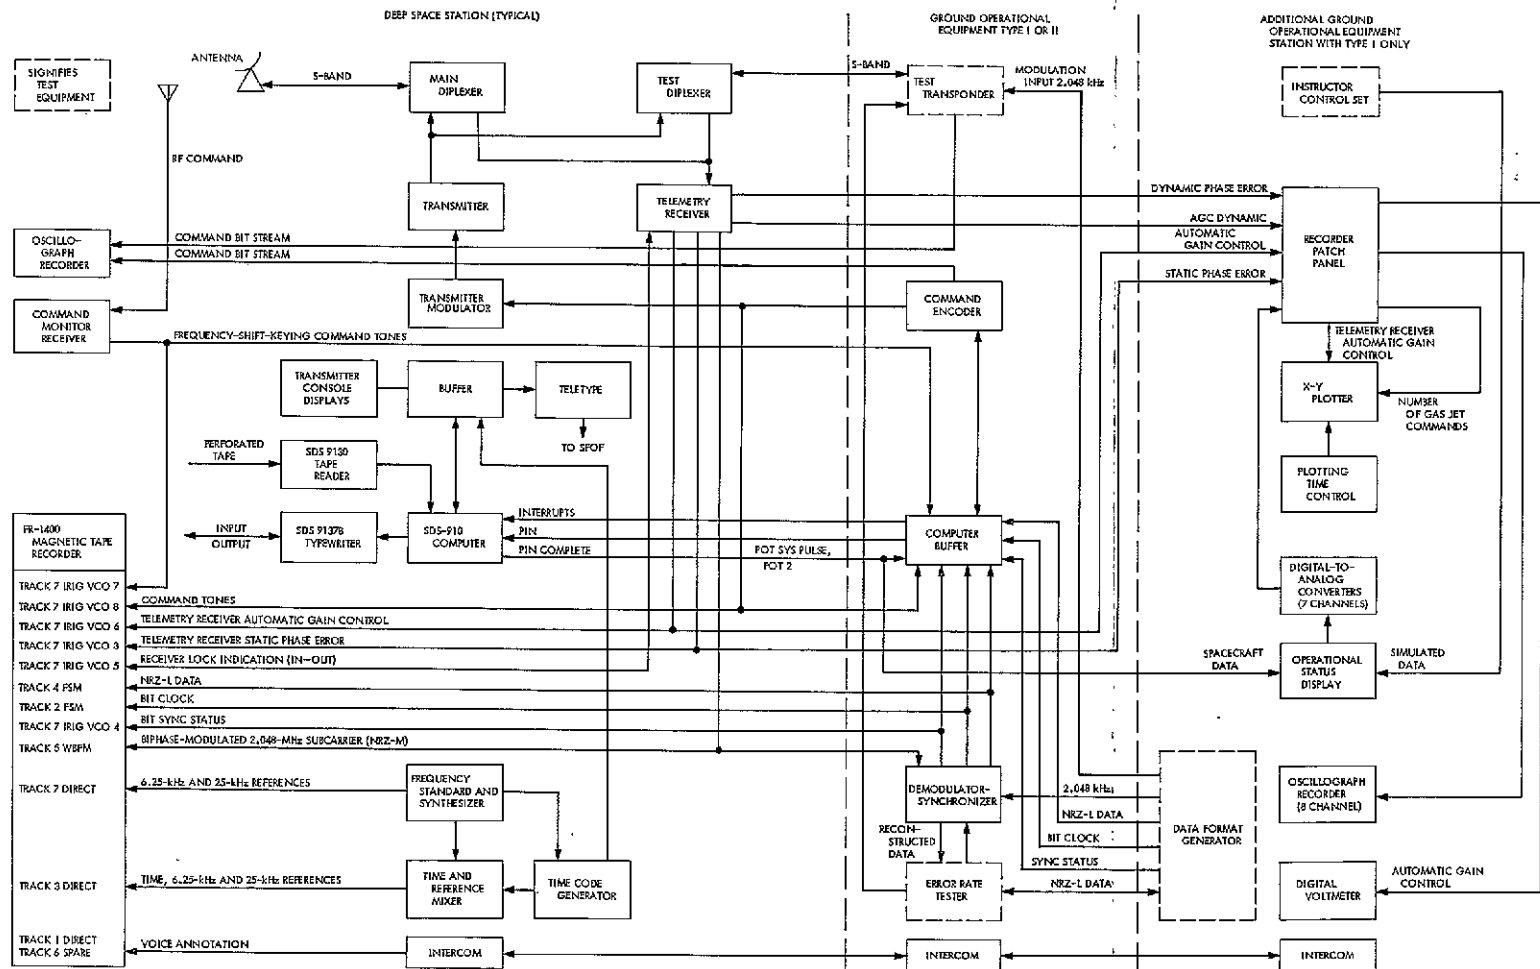 DEEP SPACE STATION (TYPICAL)
GROUND OPERATIONAL
EQUIPMENT TYPE I OR II
ADDITIONAL GROUND
OPERATIONAL EQUIPMENT
STATION WITH TYPE I ONLY
SIGNIFIES
TEST
EQUIPMENT
ANTENNA
S-BAND
MAIN
DIPLEXER
TEST
DIPLEXER
S-BAND
TEST
TRANSPONDER
MODULATION
INPUT 2.048 kHz
INSTRUCTOR
CONTROL SET
RF COMMAND
TRANSMITTER
TELEMETRY
RECEIVER
DYNAMIC PHASE ERROR
AGC DYNAMIC
AUTOMATIC
GAIN CONTROL
STATIC PHASE ERROR
RECORDER
PATCH
PANEL
OSCILLO-
GRAPH
RECORDER
COMMAND BIT STREAM
COMMAND BIT STREAM
TRANSMITTER
MODULATOR
COMMAND
ENCODER
COMMAND
MONITOR
RECEIVER
FREQUENCY-SHIFT-KEYING COMMAND TONES
TELEMETRY RECEIVER
AUTOMATIC GAIN
CONTROL
TRANSMITTER
CONSOLE
DISPLAYS
BUFFER
TELETYPE
TO SFOF
X-Y
PLOTTER
NUMBER
OF GAS JET
COMMANDS
PERFORATED
TAPE
SDS 9130
TAPE
READER
PLOTTING
TIME
CONTROL
FR-1400
MAGNETIC TAPE
RECORDER
INPUT
OUTPUT
SDS 9137B
TYPEWRITER
SDS-910
COMPUTER
INTERRUPTS
PIN
PIN COMPLETE
POT SYS PULSE,
POT 2
COMPUTER
BUFFER
DIGITAL-TO-
ANALOG
CONVERTERS
(7 CHANNELS)
TRACK 7 IRIG VCO 7
TRACK 7 IRIG VCO 8
COMMAND TONES
TRACK 7 IRIG VCO 6
TELEMETRY RECEIVER AUTOMATIC GAIN CONTROL
TRACK 7 IRIG VCO 3
TELEMETRY RECEIVER STATIC PHASE ERROR
TRACK 7 IRIG VCO 5
RECEIVER LOCK INDICATION (IN-OUT)
SPACECRAFT
DATA
OPERATIONAL
STATUS
DISPLAY
SIMULATED
DATA
TRACK 4 FSM
NRZ-L DATA
TRACK 2 FSM
BIT CLOCK
TRACK 7 IRIG VCO 4
BIT SYNC STATUS
TRACK 5 WBFM
BIPHASE-MODULATED 2.048-MHz SUBCARRIER (NRZ-M)
TRACK 7 DIRECT
6.25-kHz AND 25-kHz REFERENCES
FREQUENCY
STANDARD AND
SYNTHESIZER
DEMODULATOR-
SYNCHRONIZER
2.048 kHz
NRZ-L DATA
BIT CLOCK
SYNC STATUS
NRZ-L DATA
DATA FORMAT
GENERATOR
OSCILLOGRAPH
RECORDER
(8 CHANNEL)
RECON-
STRUCTED
DATA
TRACK 3 DIRECT
TIME, 6.25-kHz AND 25-kHz REFERENCES
TIME AND
REFERENCE
MIXER
TIME CODE
GENERATOR
ERROR RATE
TESTER
DIGITAL
VOLTMETER
AUTOMATIC GAIN
CONTROL
TRACK 1 DIRECT
TRACK 6 SPARE
VOICE ANNOTATION
INTERCOM
INTERCOM
INTERCOM